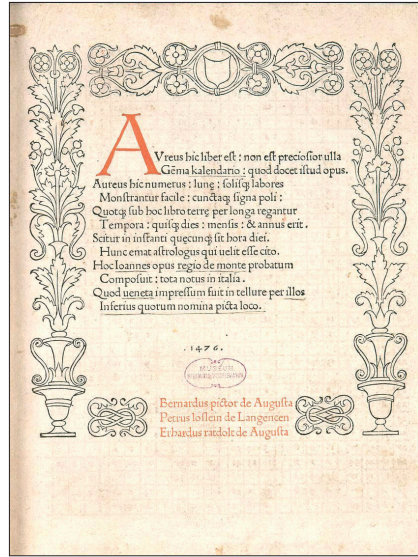 AVreus hic liber est : non est preciosior ulla
Gẽma kalendario : quod docet istud opus.
Aureus hic numerus : lunę : solisq; labores
Monstrantur facile : cunctaq; signa poli :
Quotq; sub hoc libro terrę per longa regantur
Tempora : quisq; dies : mensis : & annus erit.
Scitur in instanti quęcunq; sit hora diei.
Hunc emat astrologus qui uelit esse cito.
Hoc Ioannes opus regio de monte probatum
Composuit : tota notus in italia.
Quod ueneta impressum fuit in tellure per illos
Inferius quorum nomina picta loco.
.1476.
MUSEUM
Bernardus pictor de Augusta
Petrus loslein de Langencen
Erhardus ratdolt de Augusta